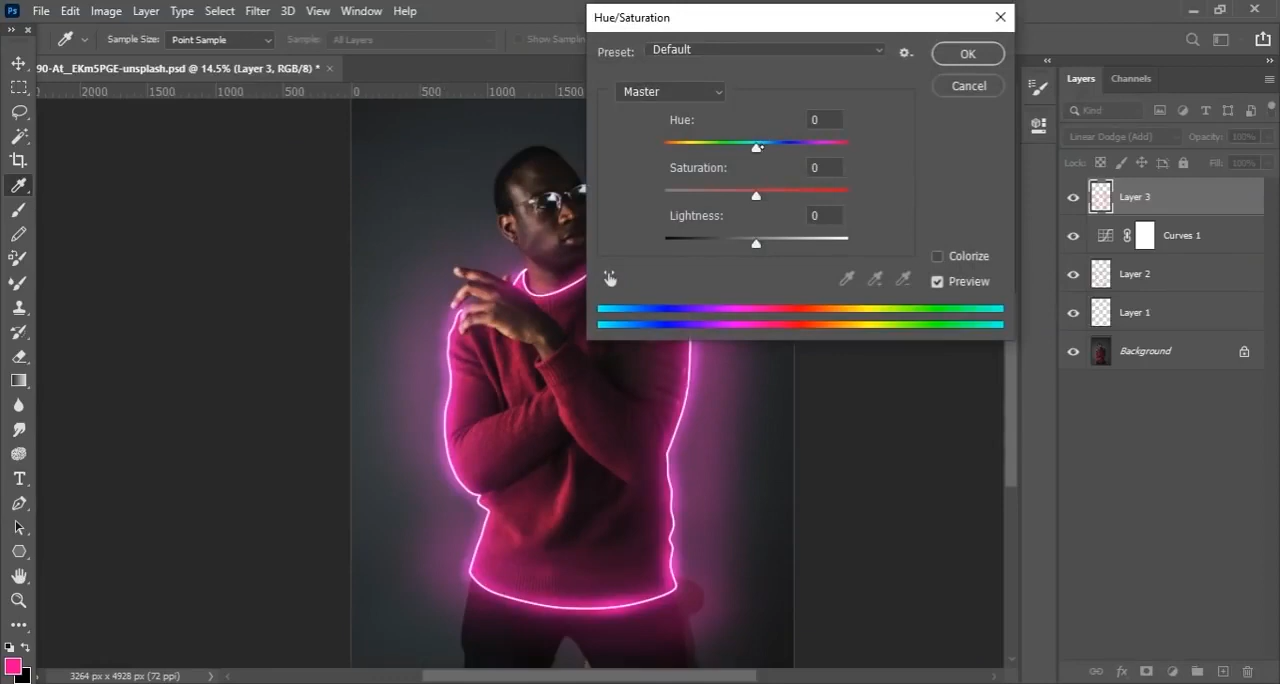 Ps File Edit Image Layer Type Select Filter 3D View Window Help
Hue/Saturation
Sample Size: Point Sample Sample: All Layers Show Samplin
Preset: Default
OK
Cancel
90-At__EKm5PGE-unsplash.psd @ 14.5% (Layer 3, RGB/8) *
2000 1500 1000 500 0 500 1000 1500
Master
Hue: 0
Saturation: 0
Lightness: 0
Colorize
Preview
Layers Channels
Kind
Linear Dodge (Add) Opacity: 100%
Lock: Fill: 100%
Layer 3
Curves 1
Layer 2
Layer 1
Background
3264 px x 4928 px (72 ppi)